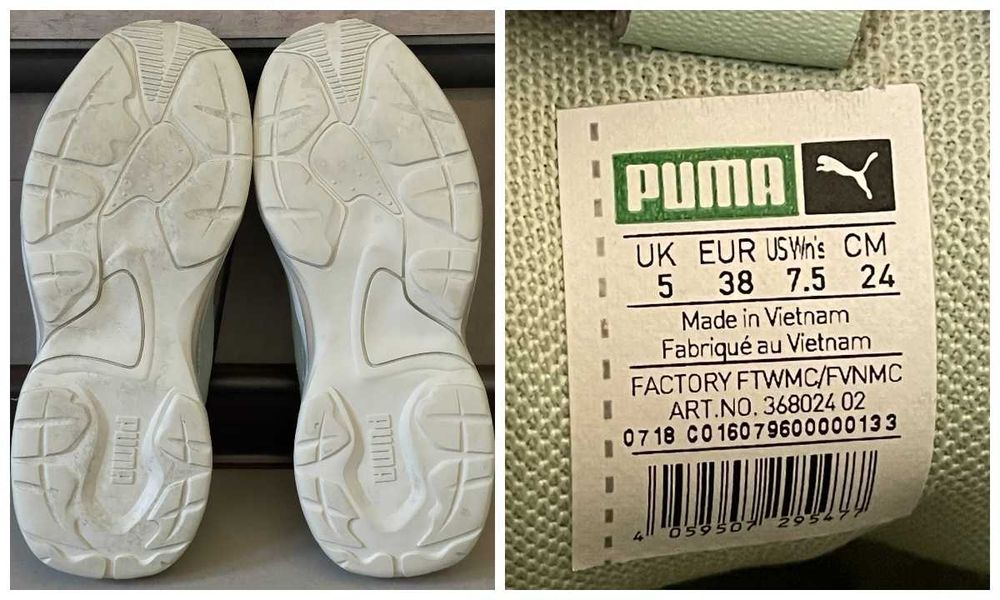 PUMA
PUMA
PUMA
UK EUR US Wn's CM
5 38 7.5 24
Made in Vietnam
Fabriqué au Vietnam
FACTORY FTWMC/FVNMC
ART.NO. 368024 02
0718 C016079600000133
4 059507 295477